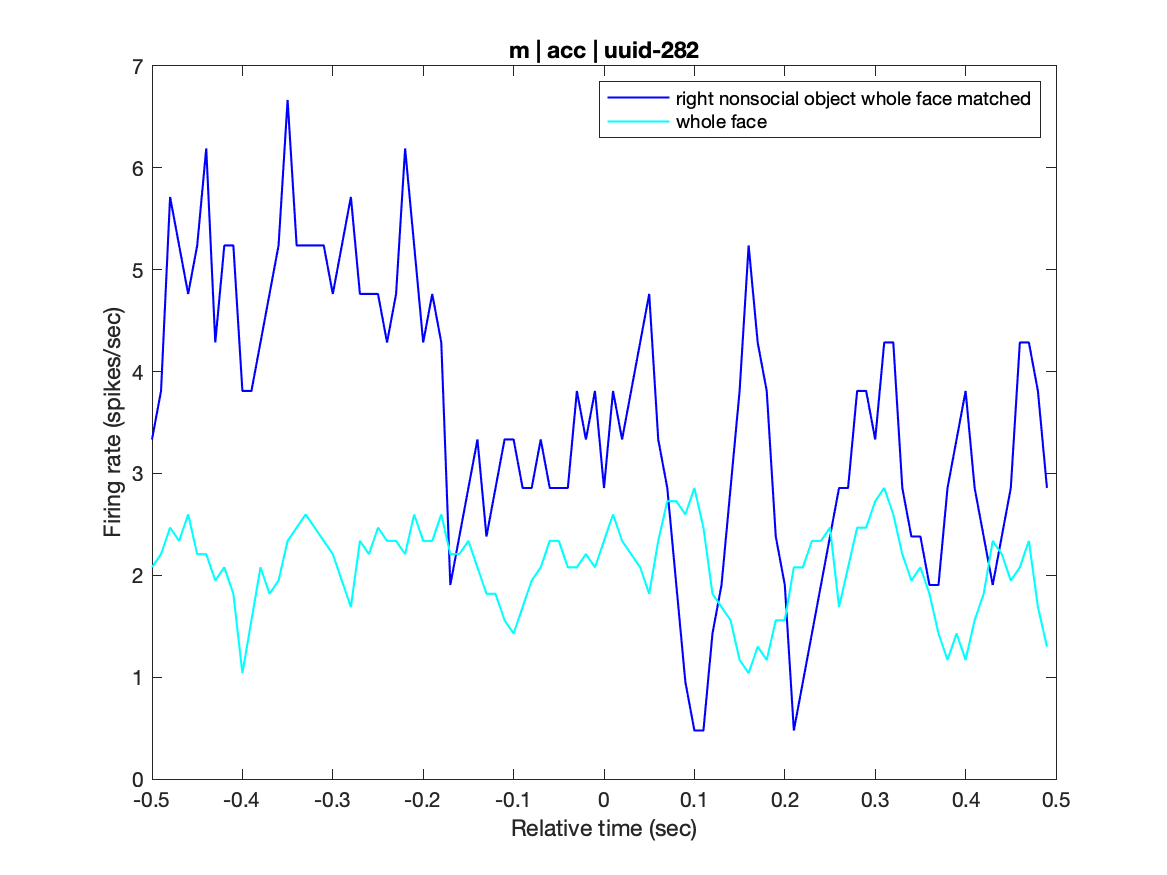 m | acc | uuid-282
right nonsocial object whole face matched
whole face
Firing rate (spikes/sec)
7
6
5
4
3
2
1
0
-0.5 -0.4 -0.3 -0.2 -0.1 0 0.1 0.2 0.3 0.4 0.5
Relative time (sec)